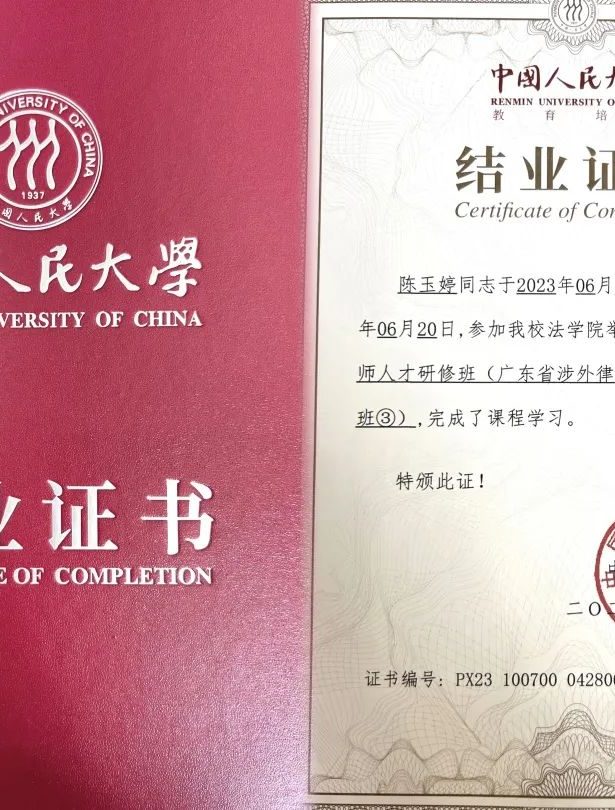 UNIVERSITY OF CHINA
1937
国人民大学
人民大学
VERSITY OF CHINA
业证书
E OF COMPLETION
中国人民大
RENMIN UNIVERSITY O
教育培
结业证
Certificate of Co
陈玉婷同志于2023年06月
年06月20日,参加我校法学院
师人才研修班（广东省涉外律
班③）,完成了课程学习。
特颁此证！
二〇
证书编号: PX23 100700 042800